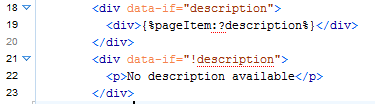 18 <div data-if="description">
19 <div>{%pageItem:?description%}</div>
20 </div>
21 <div data-if="!description">
22 <p>No description available</p>
23 </div>